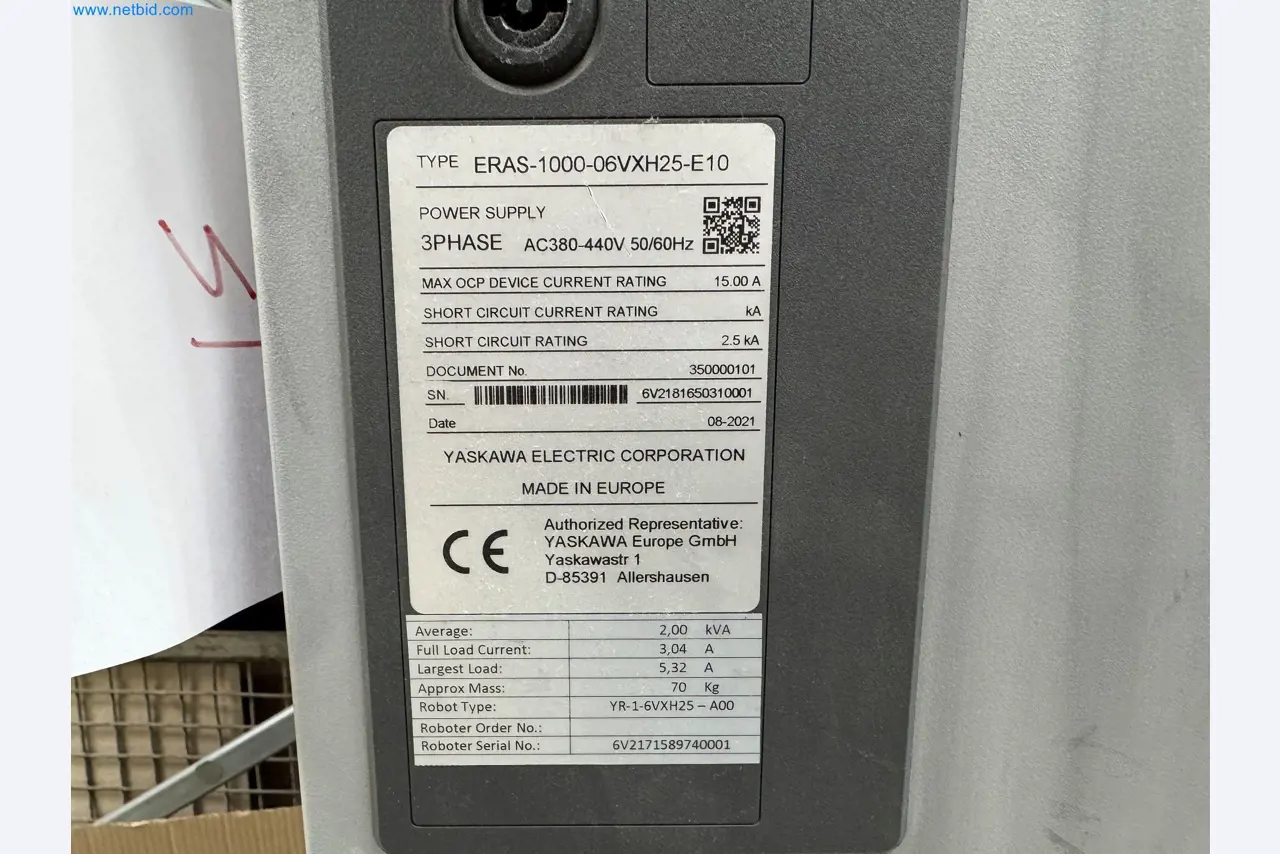 www.netbid.com
TYPE ERAS-1000-06VXH25-E10
POWER SUPPLY
3PHASE AC380-440V 50/60Hz
MAX OCP DEVICE CURRENT RATING 15.00 A
SHORT CIRCUIT CURRENT RATING kA
SHORT CIRCUIT RATING 2.5 kA
DOCUMENT No. 350000101
SN. 6V2181650310001
Date 08-2021
YASKAWA ELECTRIC CORPORATION
MADE IN EUROPE
CE
Authorized Representative:
YASKAWA Europe GmbH
Yaskawastr 1
D-85391 Allershausen
Average: 2,00 kVA
Full Load Current: 3,04 A
Largest Load: 5,32 A
Approx Mass: 70 Kg
Robot Type: YR-1-6VXH25 – A00
Roboter Order No.:
Roboter Serial No.: 6V2171589740001